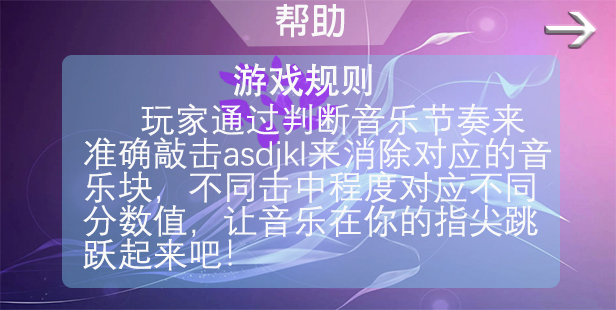 帮助
游戏规则
玩家通过判断音乐节奏来
准确敲击asdjkl来消除对应的音
乐块，不同击中程度对应不同
分数值，让音乐在你的指尖跳
跃起来吧！